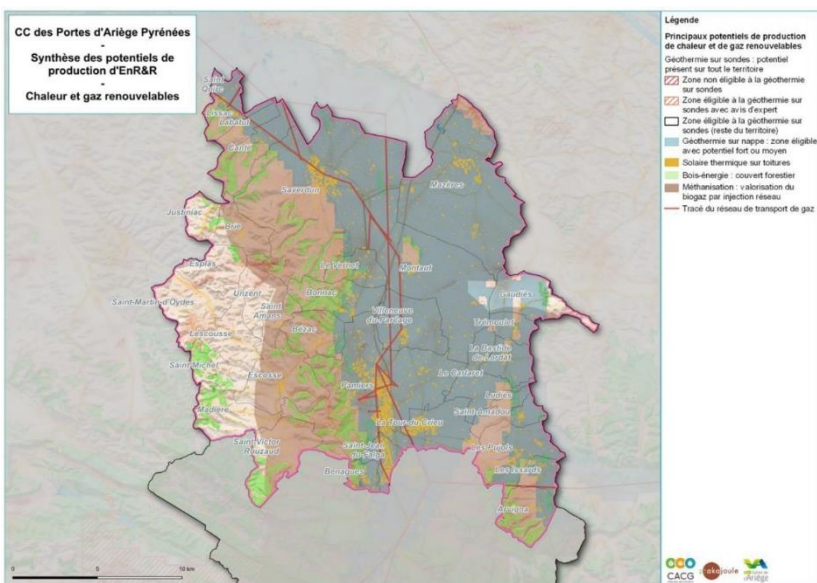 CC des Portes d'Ariège Pyrénées
-
Synthèse des potentiels de
production d'EnR&R
-
Chaleur et gaz renouvelables
Légende
Principaux potentiels de production
de chaleur et de gaz renouvelables
Géothermie sur sondes : potentiel
présent sur tout le territoire
Zone non éligible à la géothermie
sur sondes
Zone éligible à la géothermie sur
sondes avec avis d'expert
Zone éligible à la géothermie sur
sondes (reste du territoire)
Géothermie sur nappe : zone éligible
avec potentiel fort ou moyen
Solaire thermique sur toitures
Bois-énergie : couvert forestier
Méthanisation : valorisation du
biogaz par injection réseau
Tracé du réseau de transport de gaz
Saint-
Quirc
Lissac
Labatut
Canté
Saverdun
Mazères
Justiniac
Brie
Esplas
Le Vernet
Montaut
Unzent
Bonnac
Gaudiès
Saint-Martin-d'Oydes
Saint
Amans
Villeneuve
du-Paréage
Trémoulet
Lescousse
Bézac
La Bastide
de-Lordat
Saint-Michel
Escosse
Le Carlaret
Pamiers
Ludiès
Madière
Saint-Amadou
La Tour-du-Crieu
Saint-Victor
Rouzaud
Saint-Jean
du-Falga
Les Pujols
Bénagues
Les Issards
Arvigna
0 5 10 km
CACG
akajoule
l'Ariège